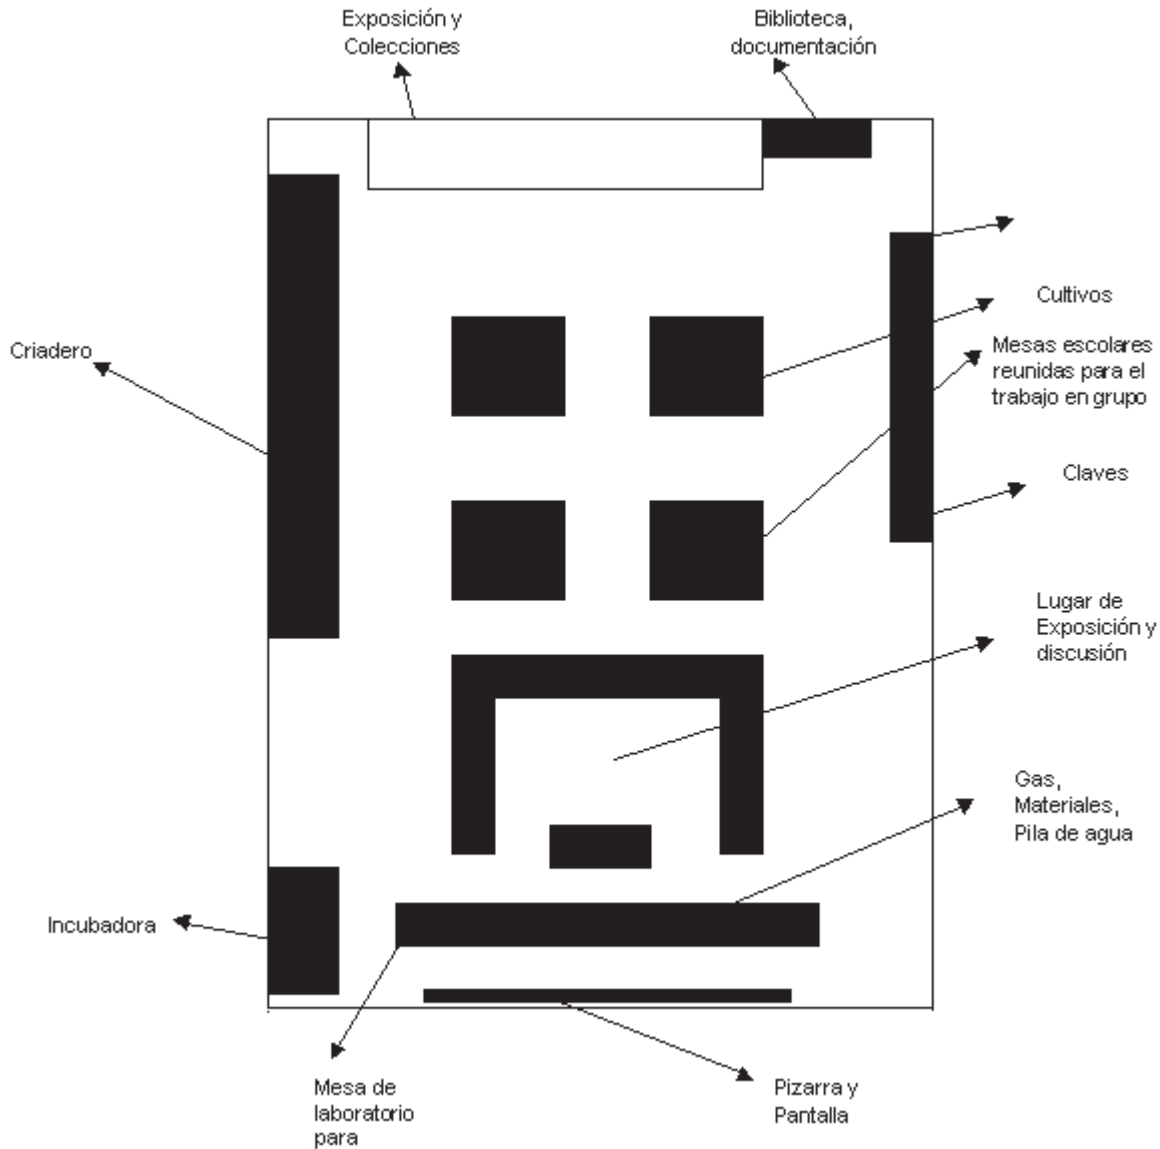 Exposición y
Colecciones
Biblioteca,
documentación
Cultivos
Mesas escolares
reunidas para el
trabajo en grupo
Criadero
Claves
Lugar de
Exposición y
discusión
Gas,
Materiales,
Pila de agua
Incubadora
Mesa de
laboratorio
para
Pizarra y
Pantalla